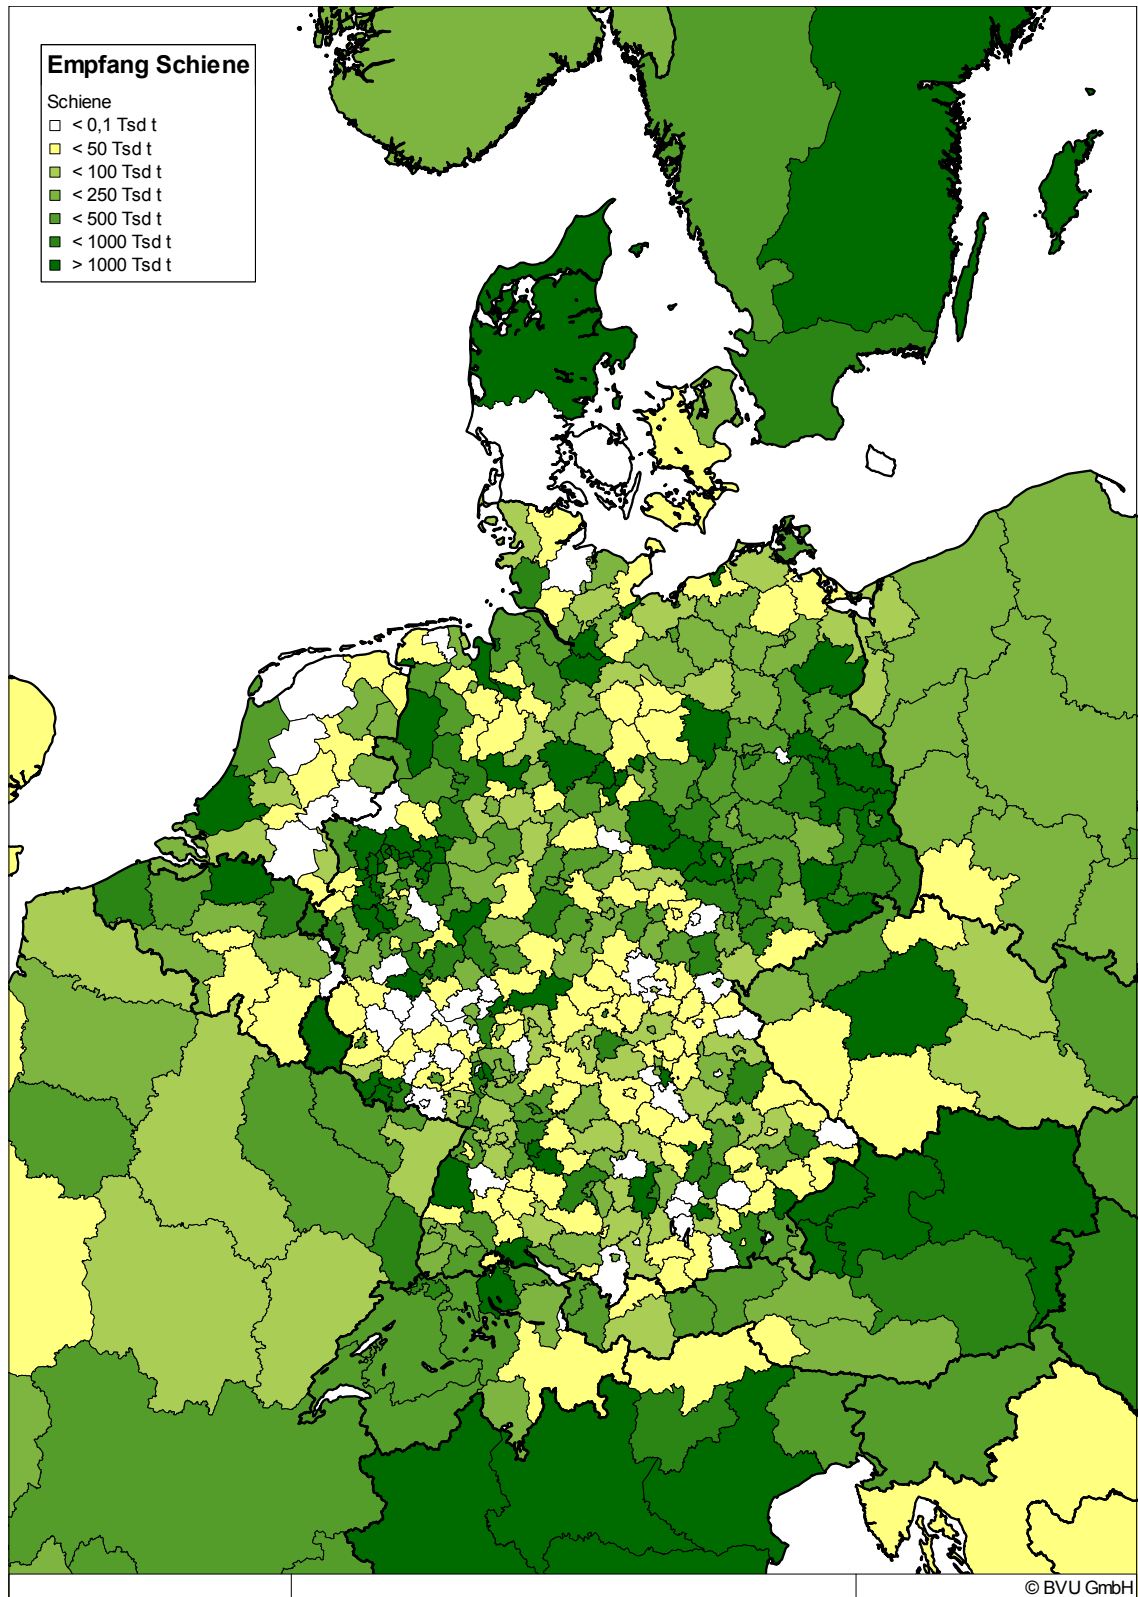 Empfang Schiene
Schiene
< 0,1 Tsd t
< 50 Tsd t
< 100 Tsd t
< 250 Tsd t
< 500 Tsd t
< 1000 Tsd t
> 1000 Tsd t
© BVU GmbH